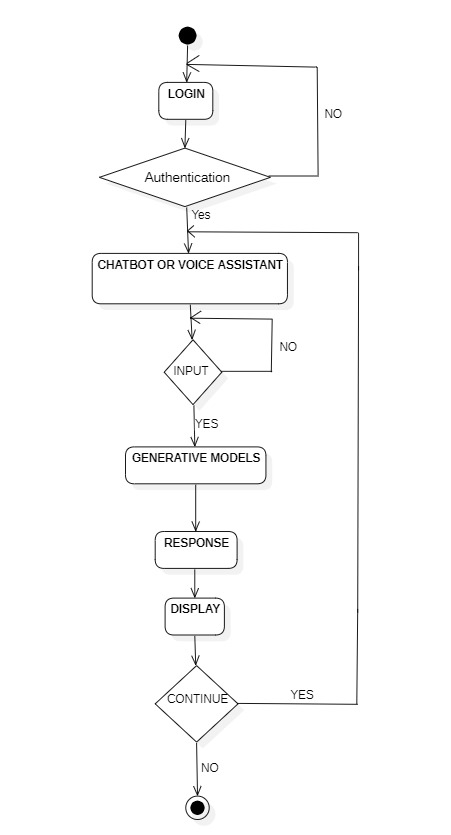 LOGIN
NO
Authentication
Yes
CHATBOT OR VOICE ASSISTANT
NO
INPUT
YES
GENERATIVE MODELS
RESPONSE
DISPLAY
CONTINUE
YES
NO